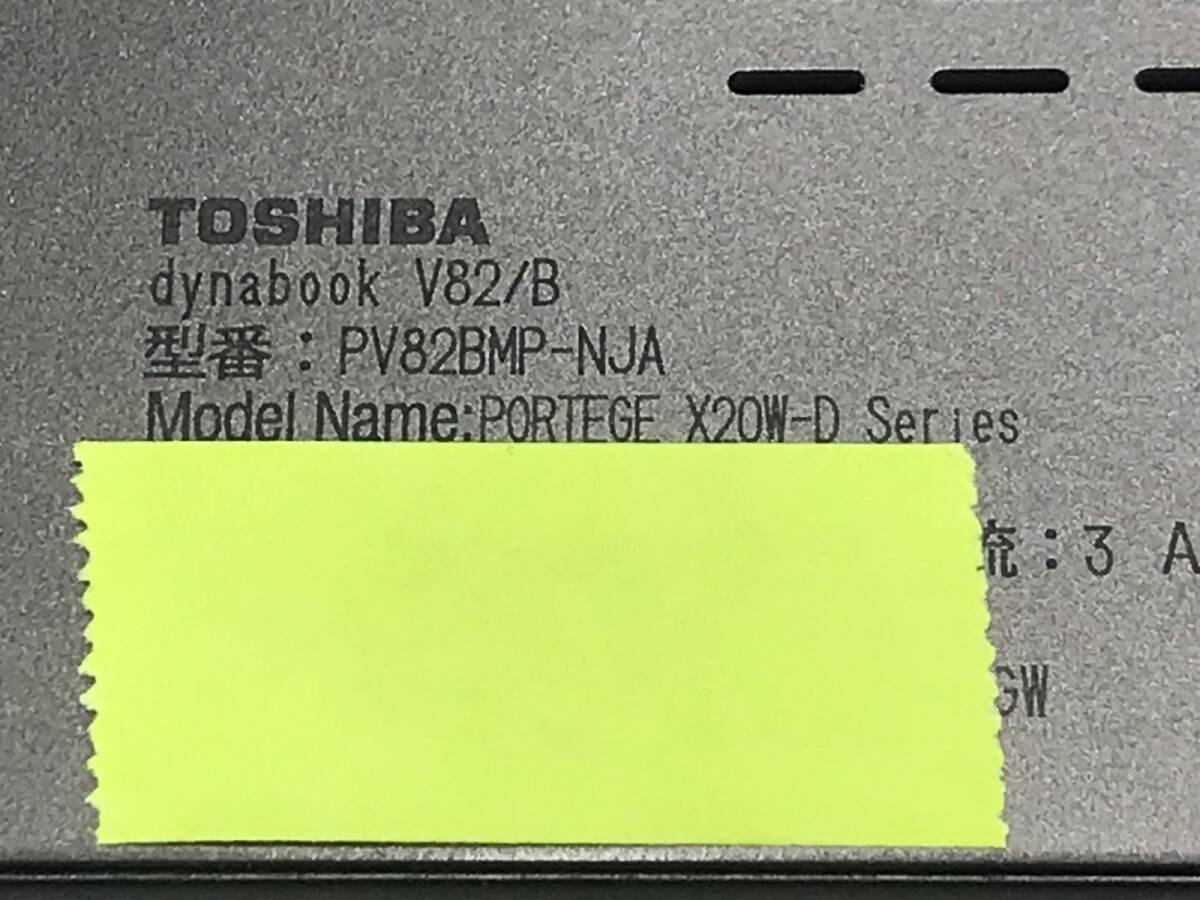 TOSHIBA
dynabook V82/B
型番：PV82BMP-NJA
Model Name:PORTEGE X20W-D Series
流：3 A
GW